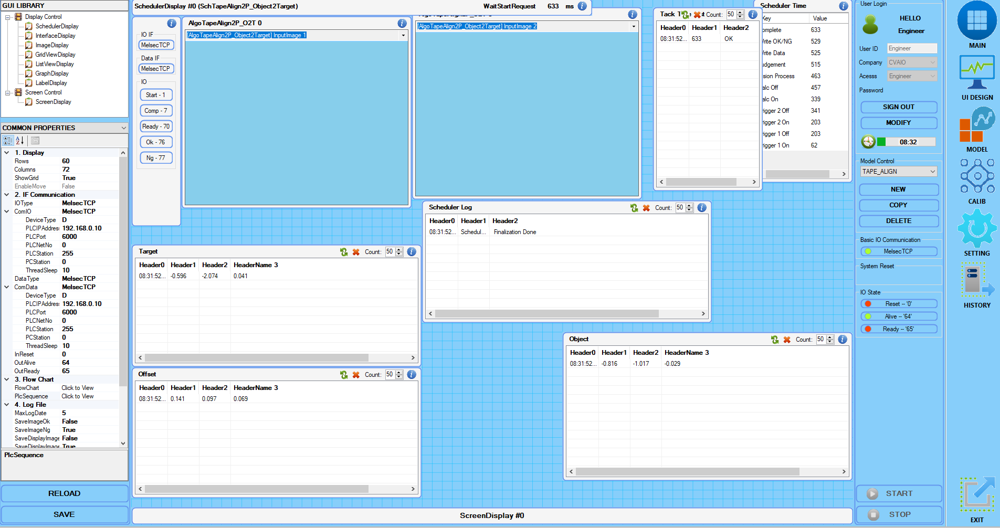 GUI LIBRARY
Display Control
SchedulerDisplay
InterfaceDisplay
ImageDisplay
GridViewDisplay
ListViewDisplay
GraphDisplay
LabelDisplay
Screen Control
ScreenDisplay
COMMON PROPERTIES
1. Display
Rows 60
Columns 72
ShowGrid True
EnableMove False
2. IF Communication
IOType MelsecTCP
ComIO MelsecTCP
DeviceType D
PLCIPAddress 192.168.0.10
PLCPort 6000
PLCNetNo 0
PLCStation 255
PCStation 0
ThreadSleep 10
DataType MelsecTCP
ComData MelsecTCP
DeviceType D
PLCIPAddress 192.168.0.10
PLCPort 6000
PLCNetNo 0
PLCStation 255
PCStation 0
ThreadSleep 10
InReset 0
OutAlive 64
OutReady 65
3. Flow Chart
FlowChart Click to View
PlcSequence Click to View
4. Log File
MaxLogDate 5
SaveImageOk False
SaveImageNg True
SaveDisplayImage False
SaveDisplayImage True
PlcSequence
RELOAD
SAVE
SchedulerDisplay #0 (SchTapeAlign2P_Object2Target)
WaitStartRequest 633 ms
IO IF
MelsecTCP
Data IF
MelsecTCP
IO
Start - 1
Comp - 7
Ready - 70
Ok - 76
Ng - 77
AlgoTapeAlign2P_O2T 0
[AlgoTapeAlign2P_Object2Target] InputImage 1
[AlgoTapeAlign2P_Object2Target] InputImage 2
Tack T t Count: 50
Header0 Header1 Header2
08:31:52... 633 OK
Scheduler Time
Key Value
omplete 633
rite OK/NG 529
rite Data 525
udgement 515
ision Process 463
alc Off 457
alc On 339
rigger 2 Off 341
rigger 2 On 203
rigger 1 Off 203
rigger 1 On 62
Scheduler Log Count: 50
Header0 Header1 Header2
08:31:52... Schedul... Finalization Done
Target Count: 50
Header0 Header1 Header2 HeaderName 3
08:31:52... -0.596 -2.074 0.041
Offset Count: 50
Header0 Header1 Header2 HeaderName 3
08:31:52... 0.141 0.097 0.069
Object Count: 50
Header0 Header1 Header2 HeaderName 3
08:31:52... -0.816 -1.017 -0.029
ScreenDisplay #0
User Login
HELLO
Engineer
User ID Engineer
Company CVAIO
Acesss Engineer
Password
SIGN OUT
MODIFY
08:32
Model Control
TAPE_ALIGN
NEW
COPY
DELETE
Basic IO Communication
MelsecTCP
System Reset
IO State
Reset -- '0'
Alive -- '64'
Ready -- '65'
START
STOP
MAIN
UI DESIGN
MODEL
CALIB
SETTING
HISTORY
EXIT